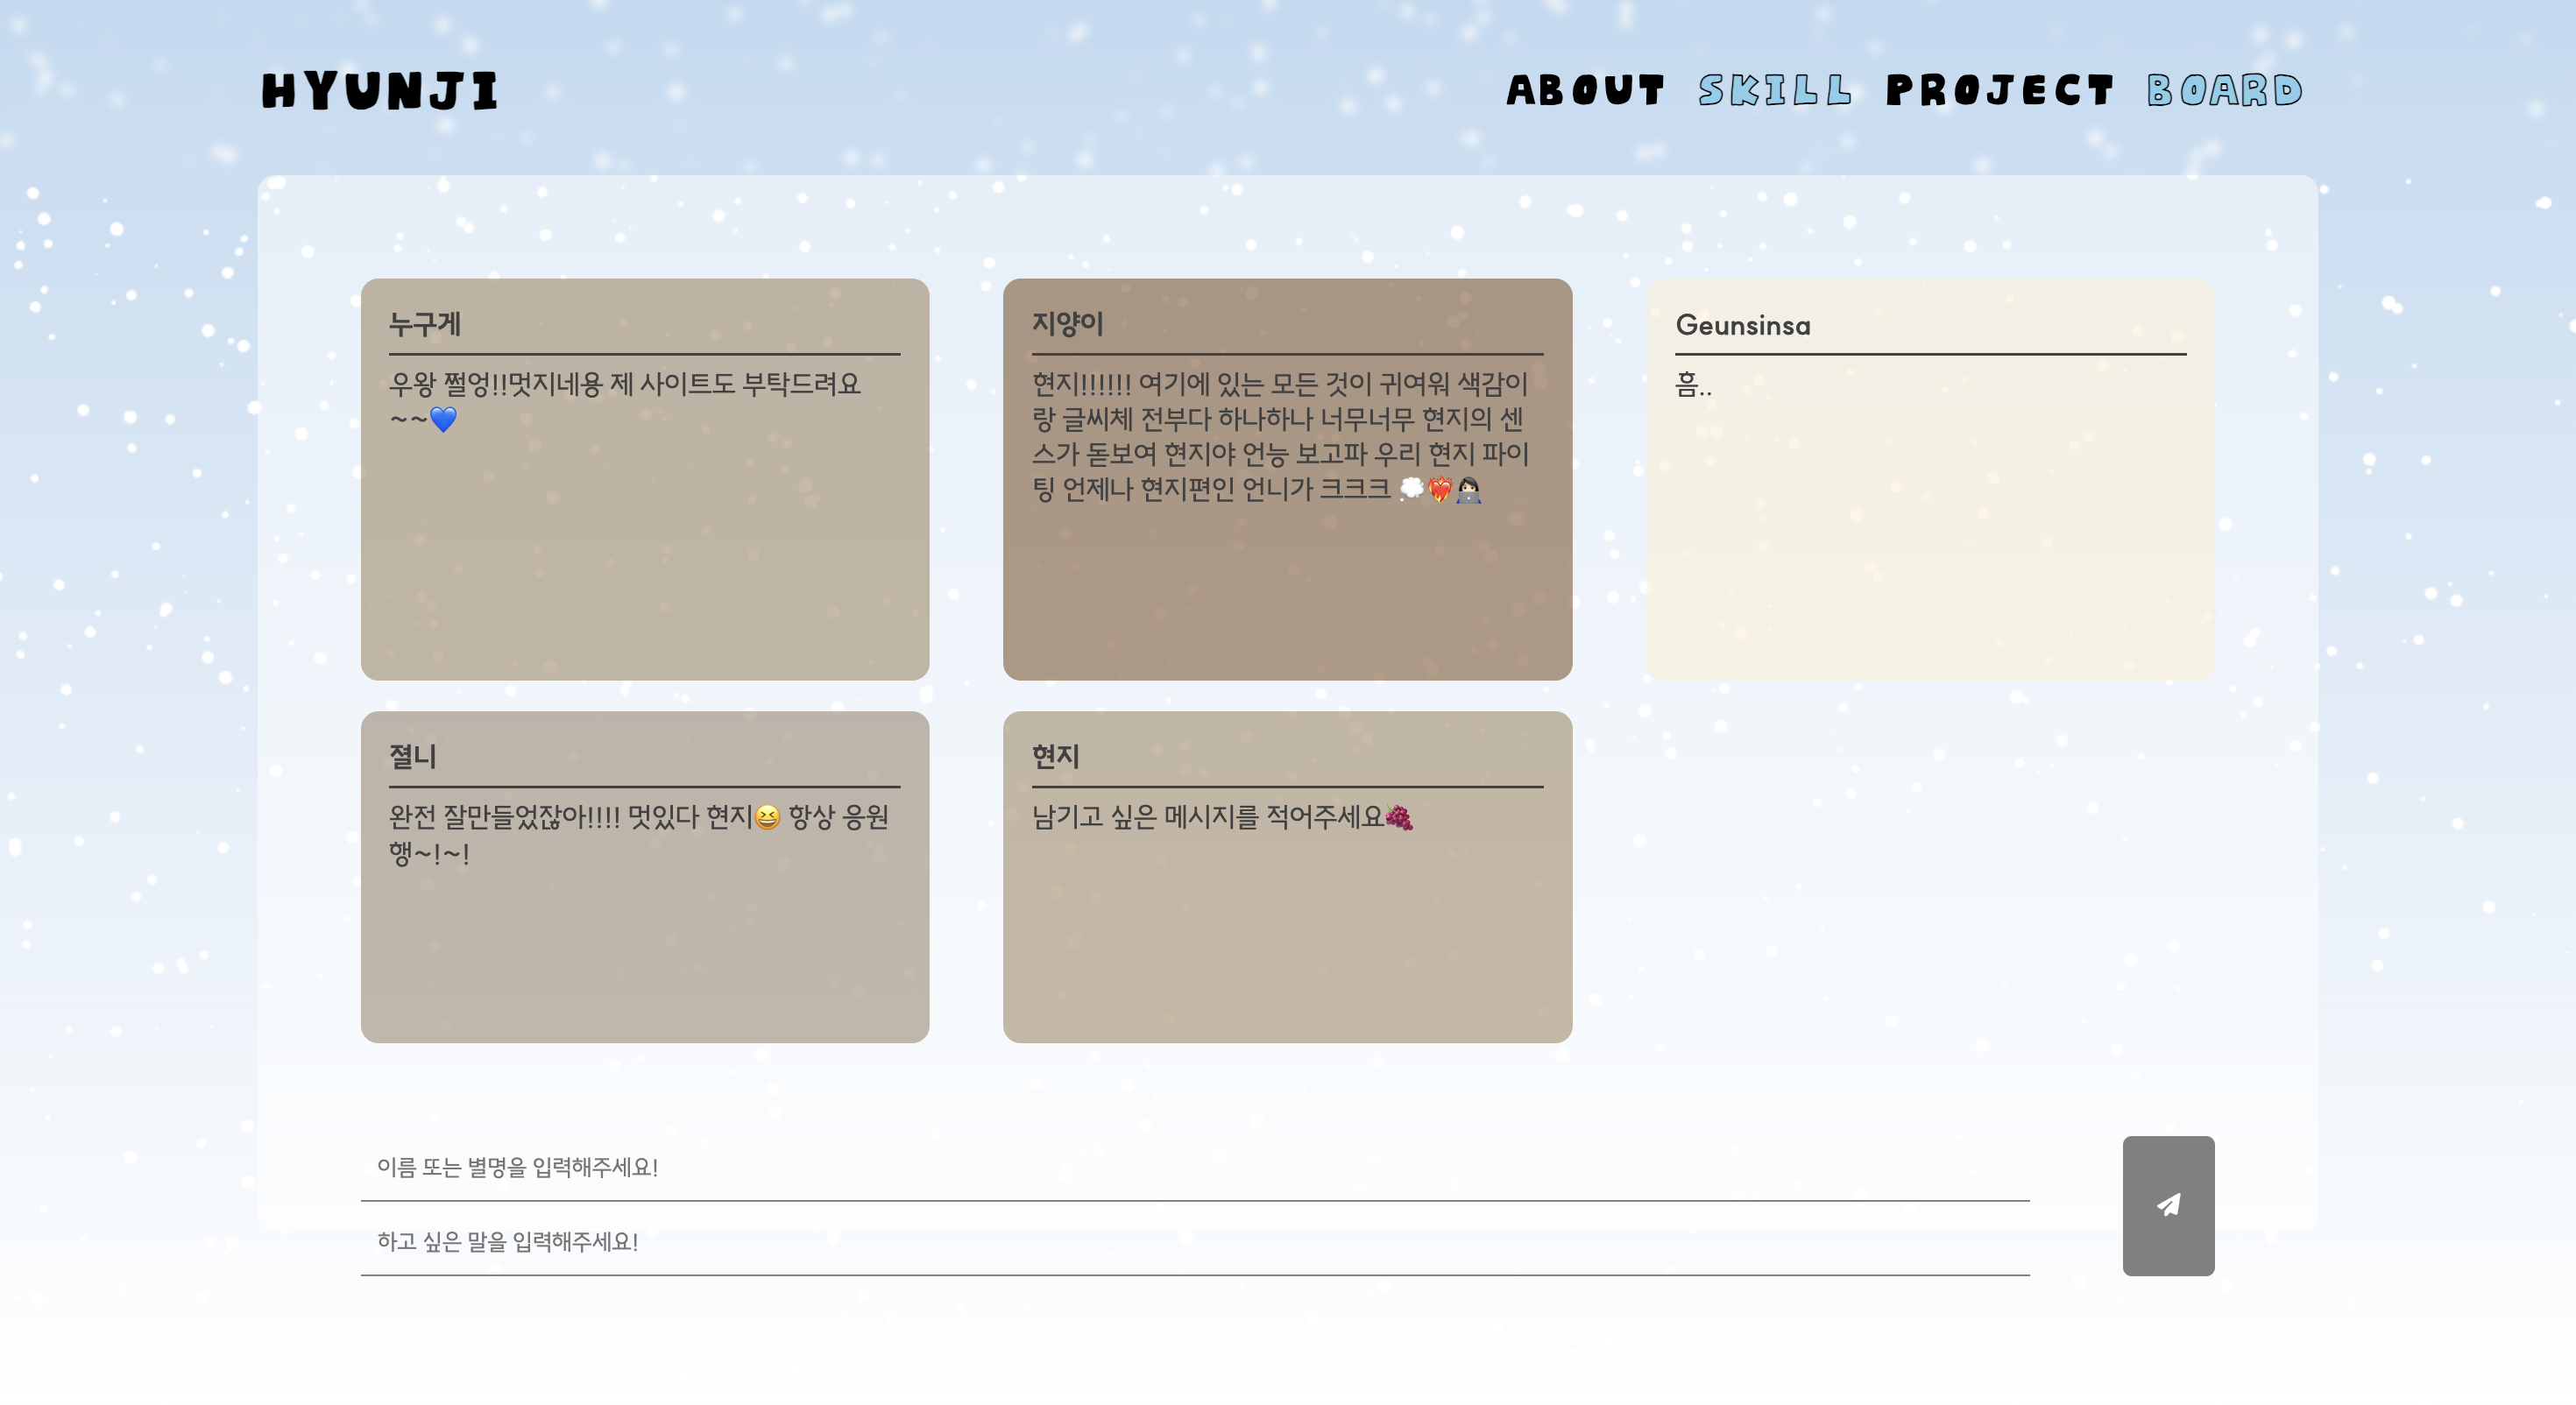 HYUNJI
ABOUT SKILL PROJECT BOARD
누구게
우왕 쩔엉!!멋지네용 제 사이트도 부탁드려요
~~💙
지양이
현지!!!!!! 여기에 있는 모든 것이 귀여워 색감이
랑 글씨체 전부다 하나하나 너무너무 현지의 센
스가 돋보여 현지야 언능 보고파 우리 현지 파이
팅 언제나 현지편인 언니가 크크크 💭❤️‍🔥👩🏻‍💻
Geunsinsa
흠..
졀니
완전 잘만들었잖아!!!! 멋있다 현지😆 항상 응원
행~!~!
현지
남기고 싶은 메시지를 적어주세요🍇
이름 또는 별명을 입력해주세요!
하고 싶은 말을 입력해주세요!